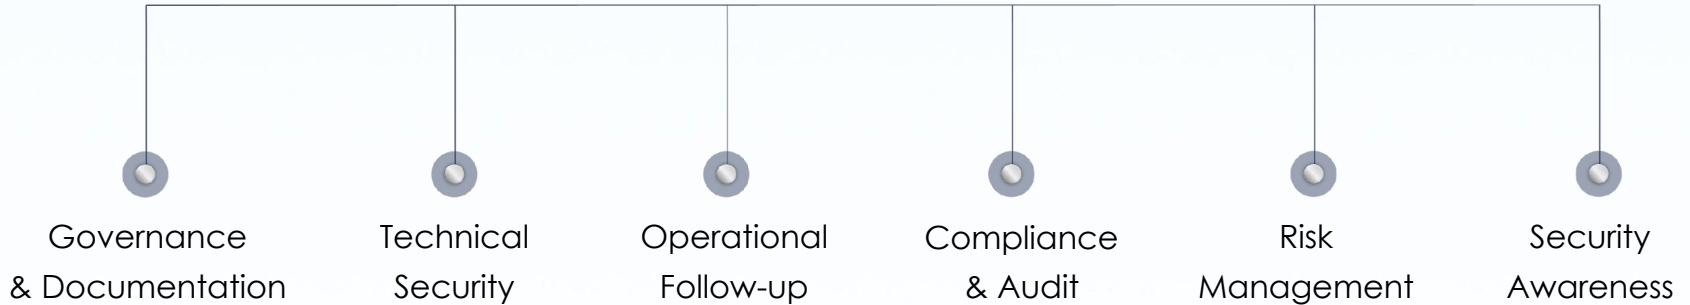 Governance
& Documentation
Technical
Security
Operational
Follow-up
Compliance
& Audit
Risk
Management
Security
Awareness